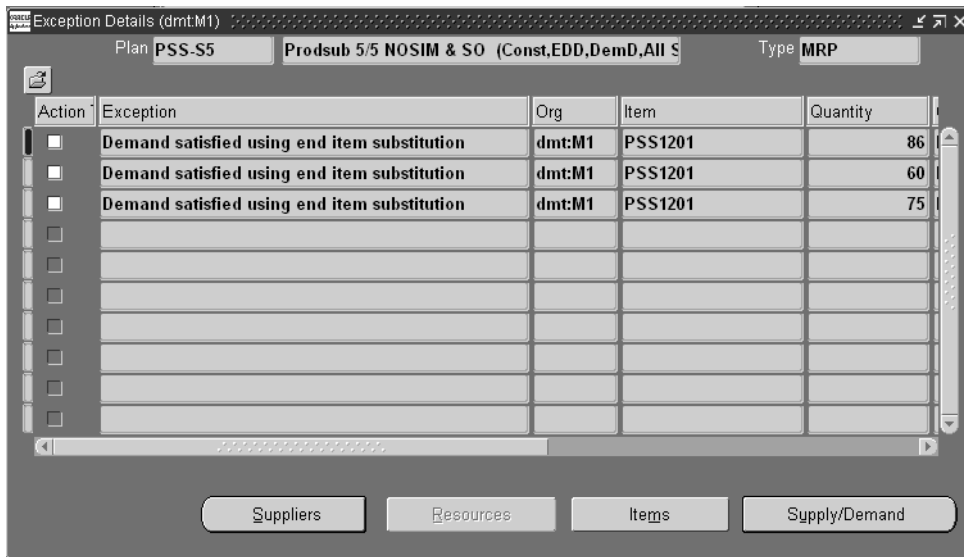 Exception Details (dmt:M1)
Plan PSS-S5 Prodsub 5/5 NOSIM & SO (Const,EDD,DemD,All S Type MRP
Action Exception Org Item Quantity
Demand satisfied using end item substitution dmt:M1 PSS1201 86
Demand satisfied using end item substitution dmt:M1 PSS1201 60
Demand satisfied using end item substitution dmt:M1 PSS1201 75
Suppliers Resources Items Supply/Demand